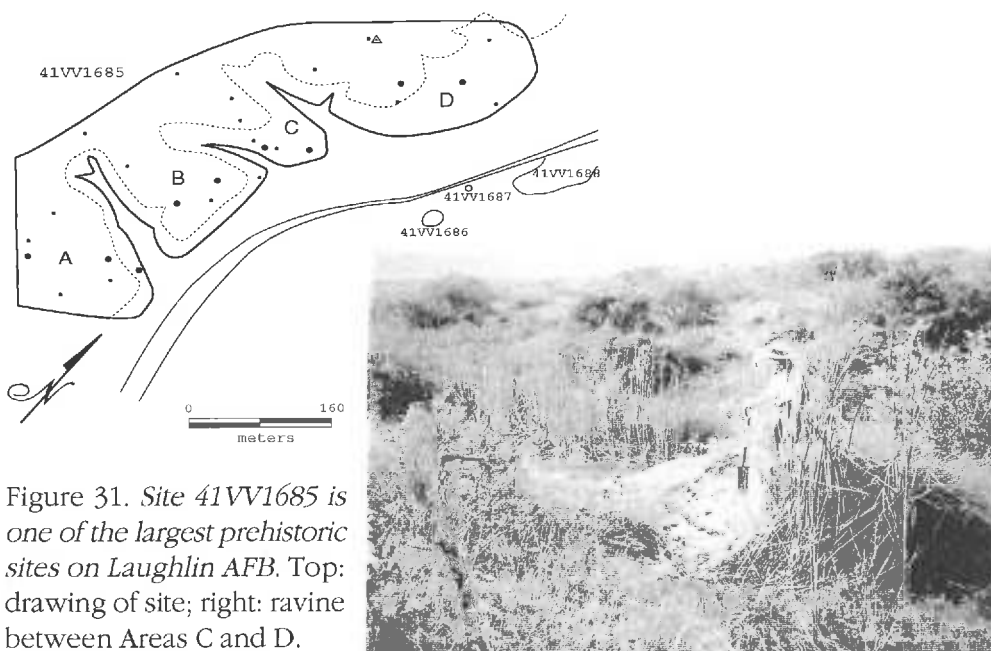 41VV1685
A
B
C
D
41VV1688
41VV1687
41VV1686
0 160
meters
Figure 31. Site 41VV1685 is
one of the largest prehistoric
sites on Laughlin AFB. Top:
drawing of site; right: ravine
between Areas C and D.